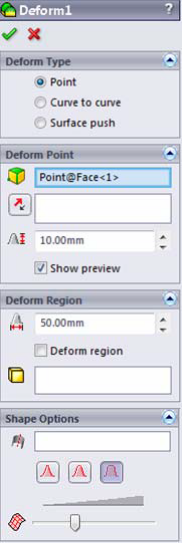 Deform1 ?
Deform Type
Point
Curve to curve
Surface push
Deform Point
Point@Face<1>
10.00mm
Show preview
Deform Region
50.00mm
Deform region
Shape Options